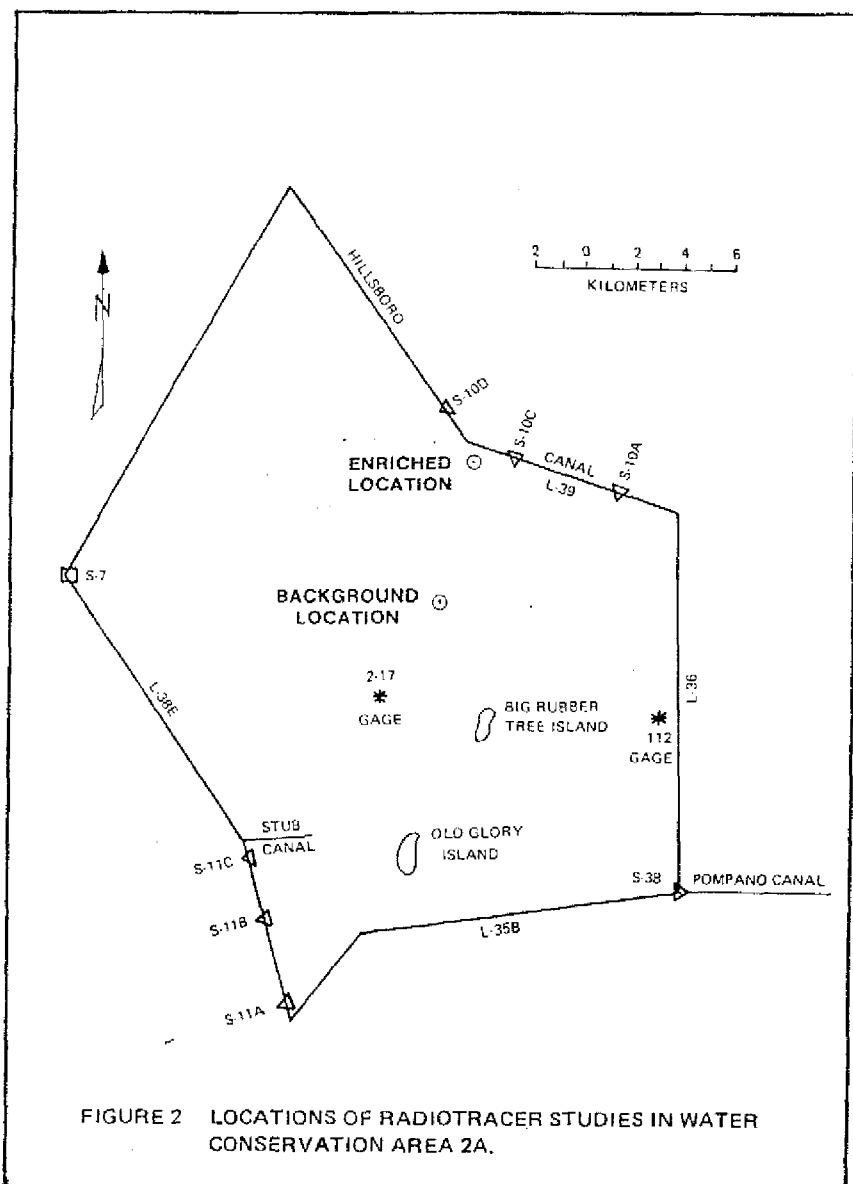 HILLSBORO
2 0 2 4 6
KILOMETERS
N
S-10D
S-10C
CANAL
S-10A
L-39
ENRICHED
LOCATION
S-7
BACKGROUND
LOCATION
L-36
L-38E
2-17
GAGE
BIG RUBBER
TREE ISLAND
112
GAGE
STUB
CANAL
OLD GLORY
ISLAND
S-11C
S-38
POMPANO CANAL
S-11B
L-35B
S-11A
FIGURE 2 LOCATIONS OF RADIOTRACER STUDIES IN WATER
CONSERVATION AREA 2A.